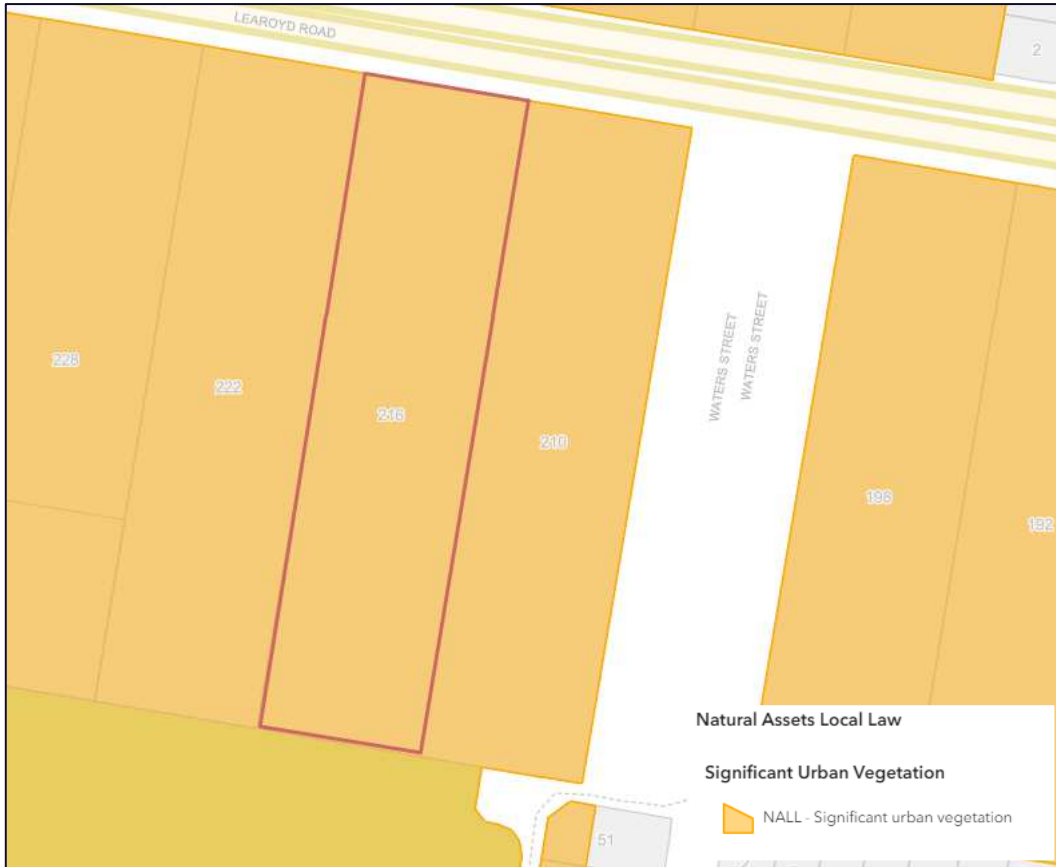 LEAROYD ROAD
2
228
222
216
210
WATERS STREET
WATERS STREET
198
192
Natural Assets Local Law
Significant Urban Vegetation
NALL - Significant urban vegetation
51